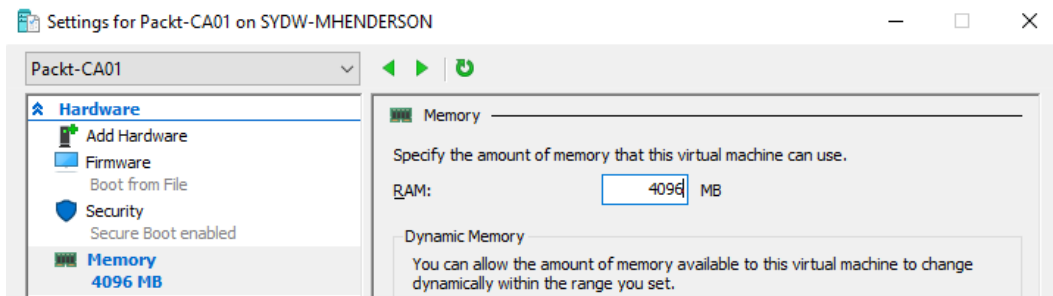 Settings for Packt-CA01 on SYDW-MHENDERSON
Packt-CA01
Hardware
Add Hardware
Firmware
Boot from File
Security
Secure Boot enabled
Memory
4096 MB
Memory
Specify the amount of memory that this virtual machine can use.
RAM: 4096 MB
Dynamic Memory
You can allow the amount of memory available to this virtual machine to change
dynamically within the range you set.